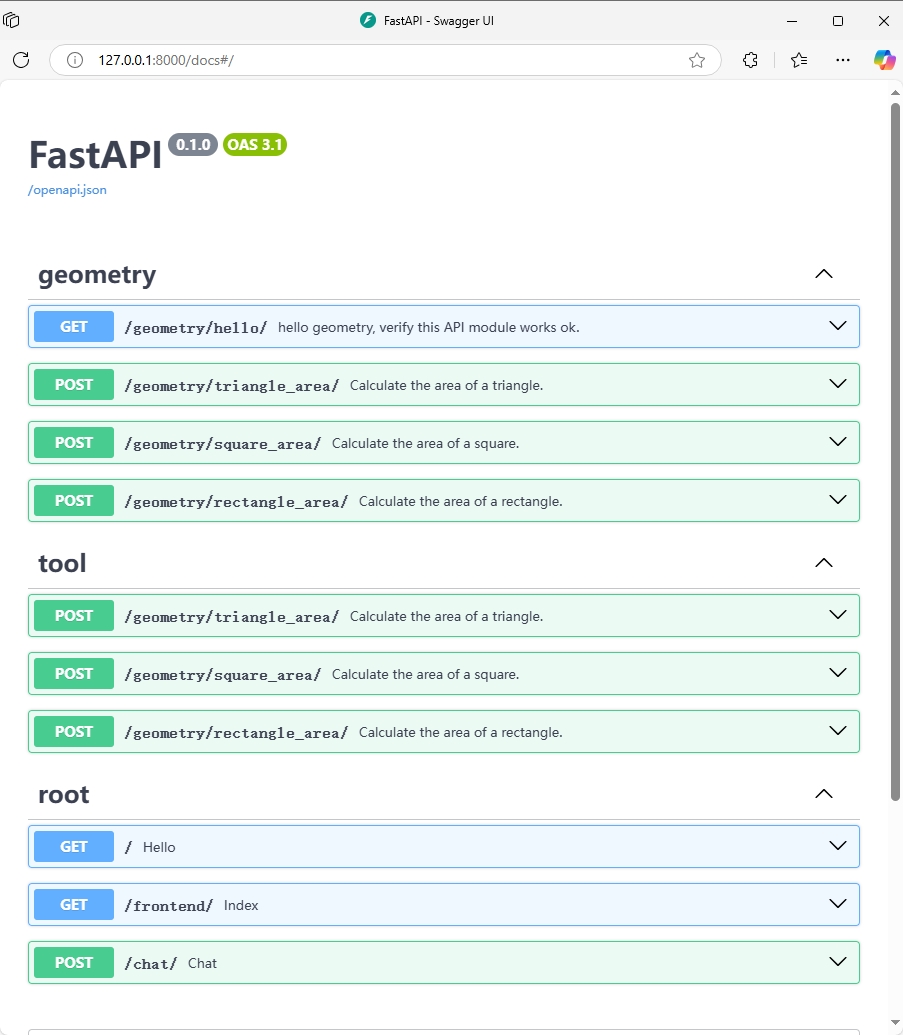 FastAPI - Swagger UI
127.0.0.1:8000/docs#/
FastAPI 0.1.0 OAS 3.1
/openapi.json
geometry
GET /geometry/hello/ hello geometry, verify this API module works ok.
POST /geometry/triangle_area/ Calculate the area of a triangle.
POST /geometry/square_area/ Calculate the area of a square.
POST /geometry/rectangle_area/ Calculate the area of a rectangle.
tool
POST /geometry/triangle_area/ Calculate the area of a triangle.
POST /geometry/square_area/ Calculate the area of a square.
POST /geometry/rectangle_area/ Calculate the area of a rectangle.
root
GET / Hello
GET /frontend/ Index
POST /chat/ Chat